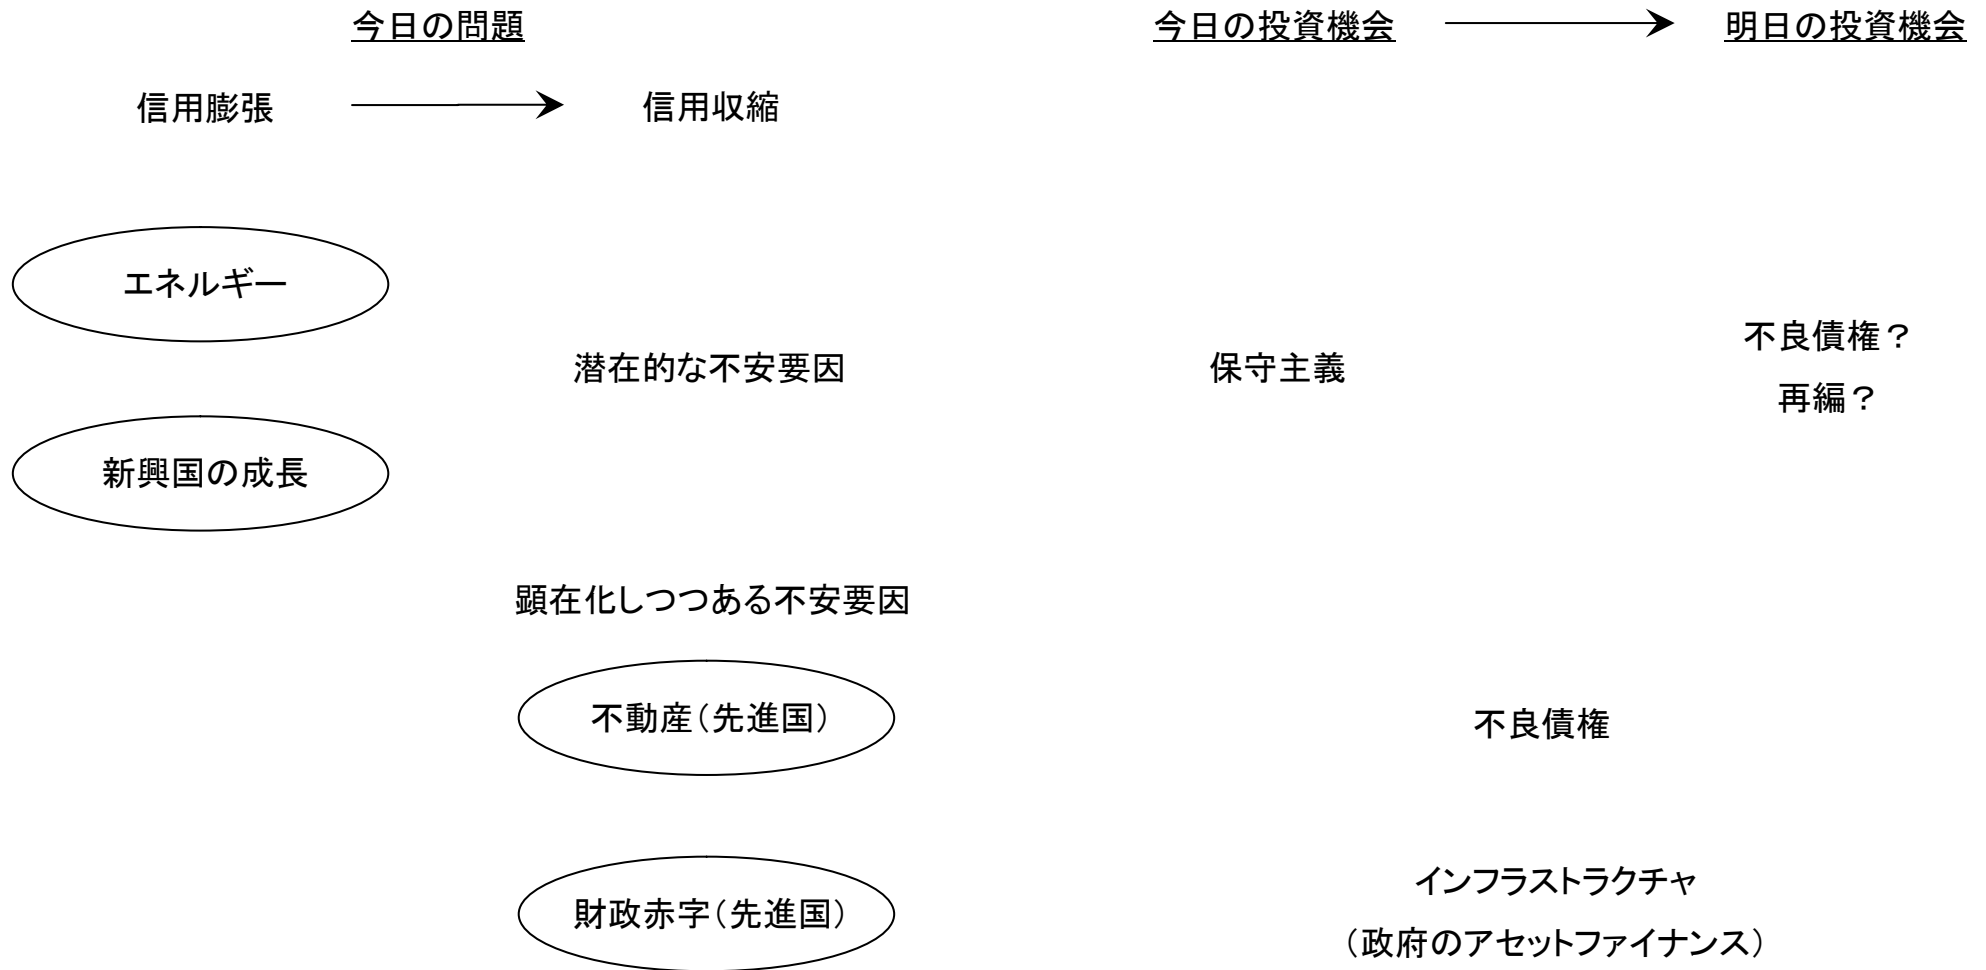 今日の問題
今日の投資機会
明日の投資機会
信用膨張
信用収縮
エネルギー
潜在的な不安要因
保守主義
不良債権？
再編？
新興国の成長
顕在化しつつある不安要因
不動産（先進国）
不良債権
財政赤字（先進国）
インフラストラクチャ
（政府のアセットファイナンス）